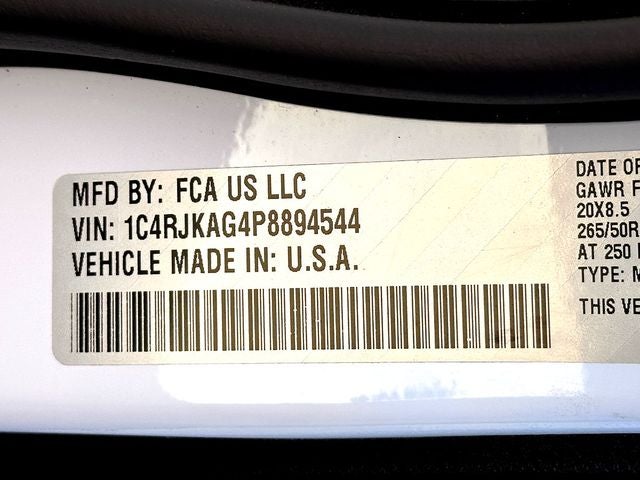 MFD BY: FCA US LLC
VIN: 1C4RJKAG4P8894544
VEHICLE MADE IN: U.S.A.
DATE OF
GAWR F
20X8.5
265/50R
AT 250
TYPE: M
THIS VE